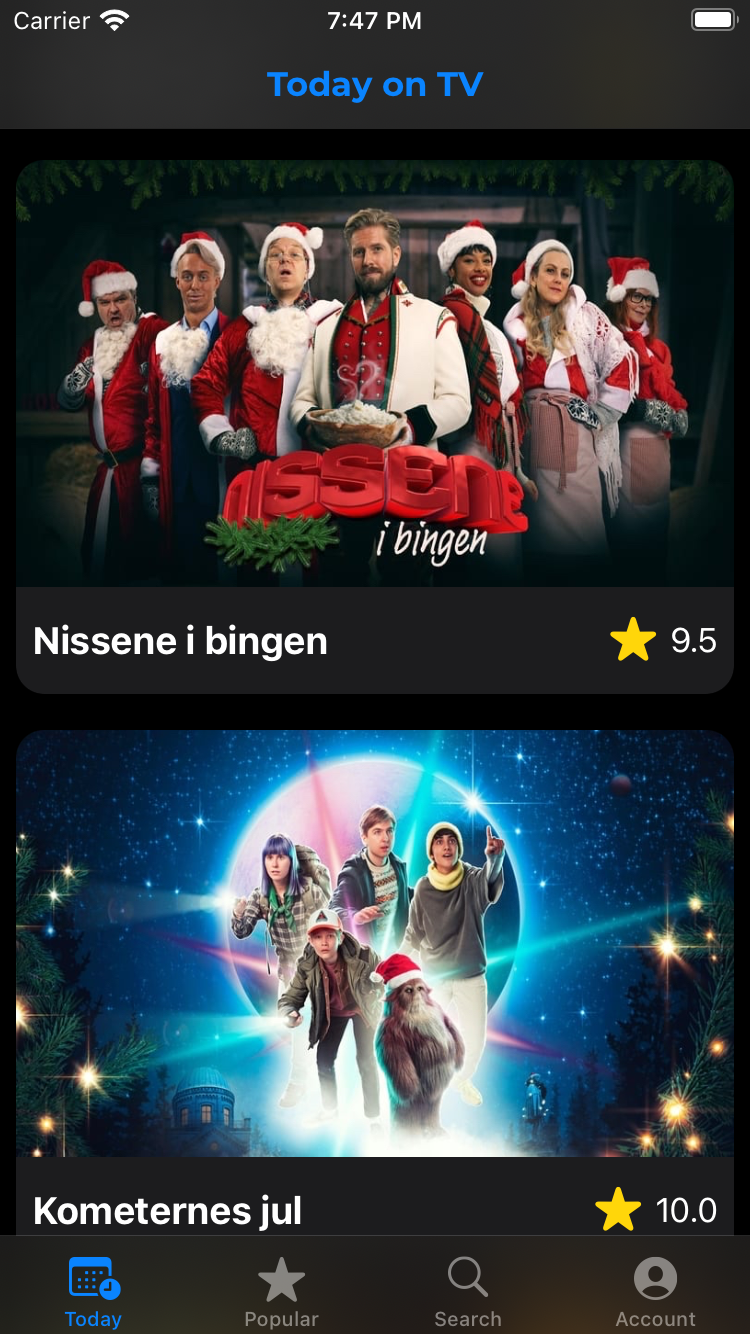 Carrier
7:47 PM
Today on TV
NISSENE
i bingen
Nissene i bingen
9.5
Kometernes jul
10.0
Today
Popular
Search
Account